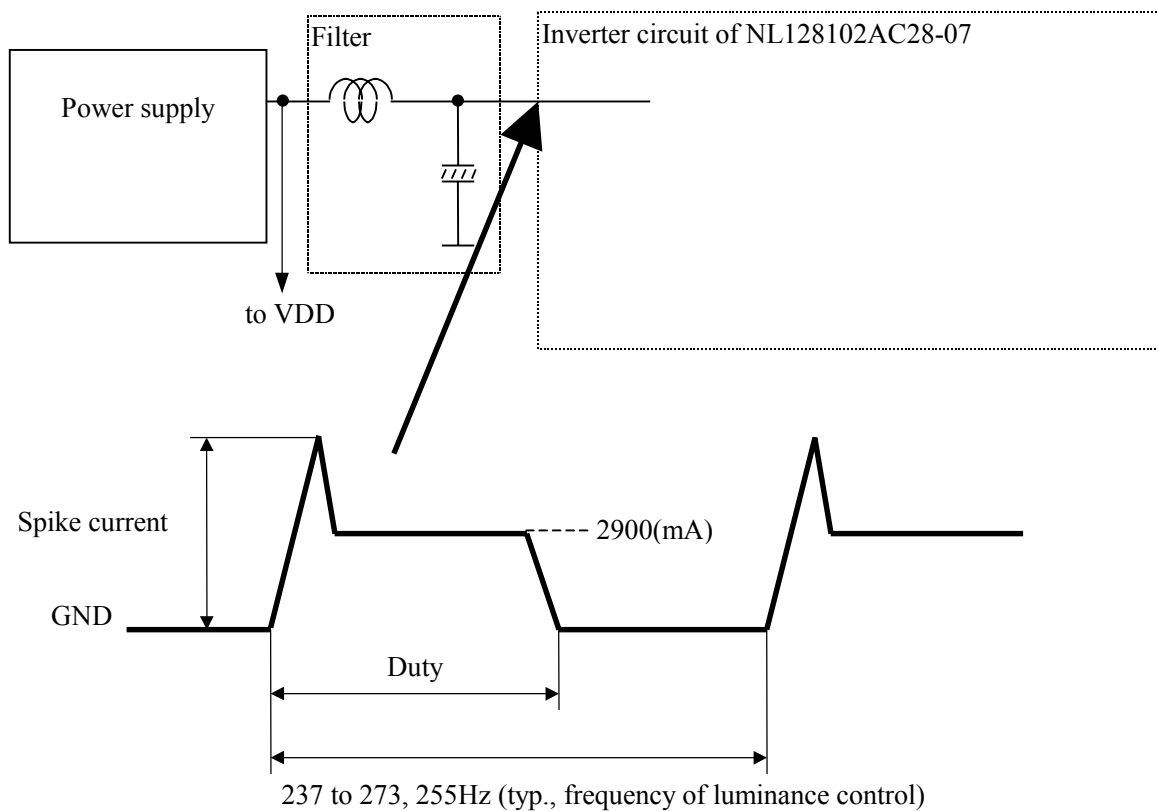 Filter
Inverter circuit of NL128102AC28-07
Power supply
to VDD
Spike current
2900(mA)
GND
Duty
237 to 273, 255Hz (typ., frequency of luminance control)